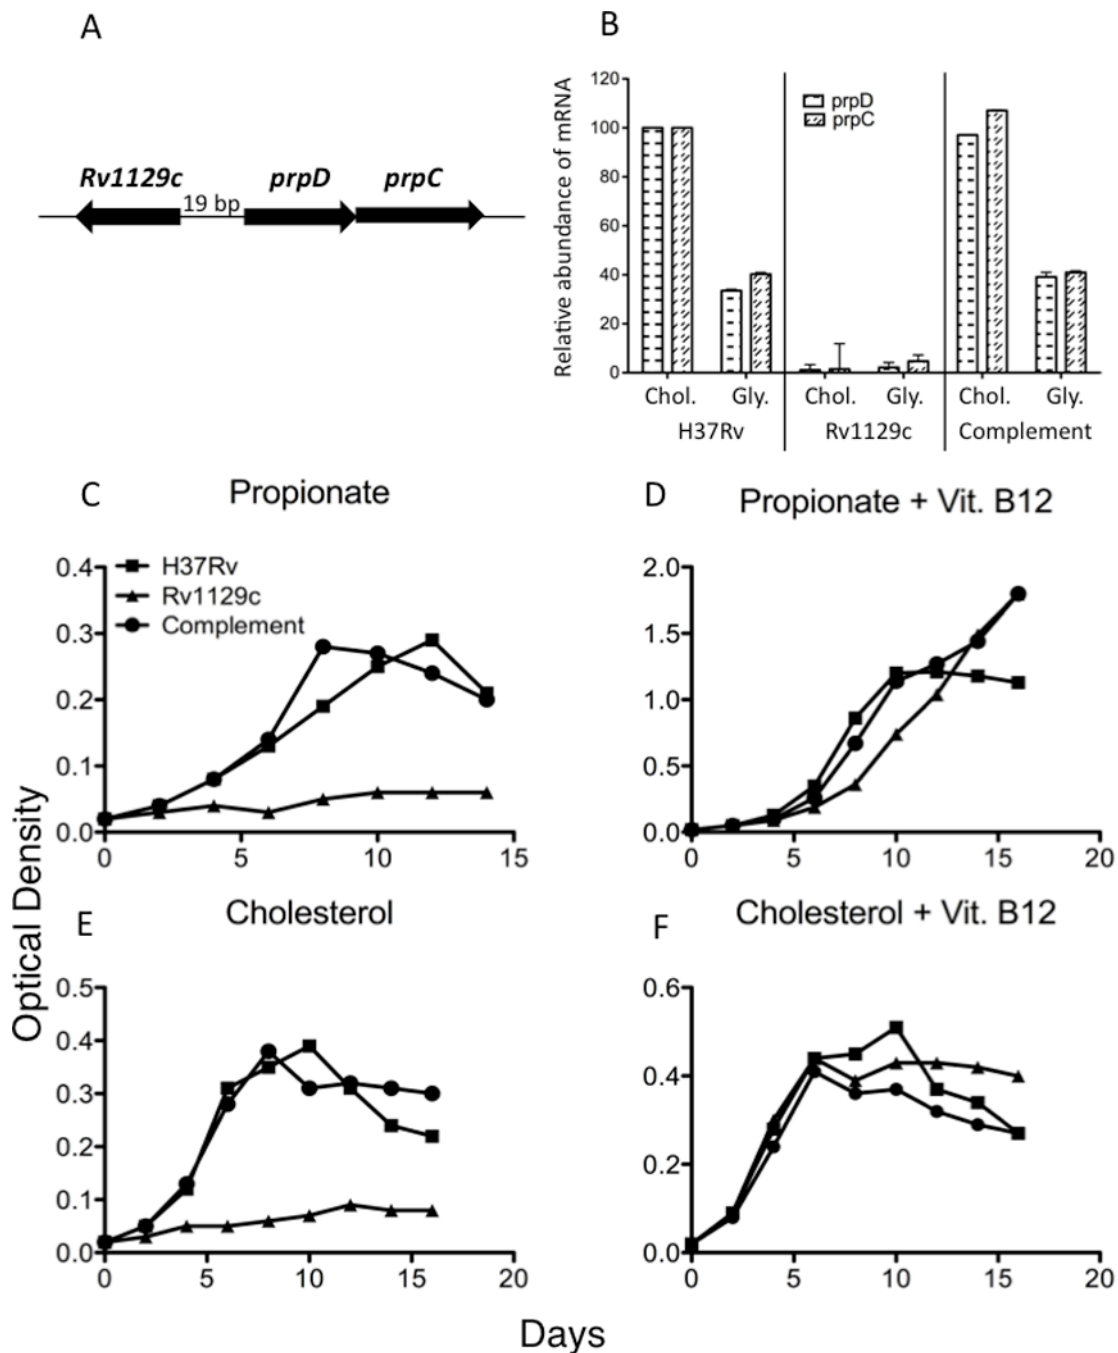 A
Rv1129c
19 bp
prpD
prpC
B
Relative abundance of mRNA
120
100
80
60
40
20
0
prpD
prpC
Chol. Gly. Chol. Gly. Chol. Gly.
H37Rv Rv1129c Complement
C Propionate
0.4
0.3
0.2
0.1
0.0
H37Rv
Rv1129c
Complement
0 5 10 15
D Propionate + Vit. B12
2.0
1.5
1.0
0.5
0.0
0 5 10 15 20
Optical Density
E Cholesterol
0.5
0.4
0.3
0.2
0.1
0.0
0 5 10 15 20
F Cholesterol + Vit. B12
0.6
0.4
0.2
0.0
0 5 10 15 20
Days